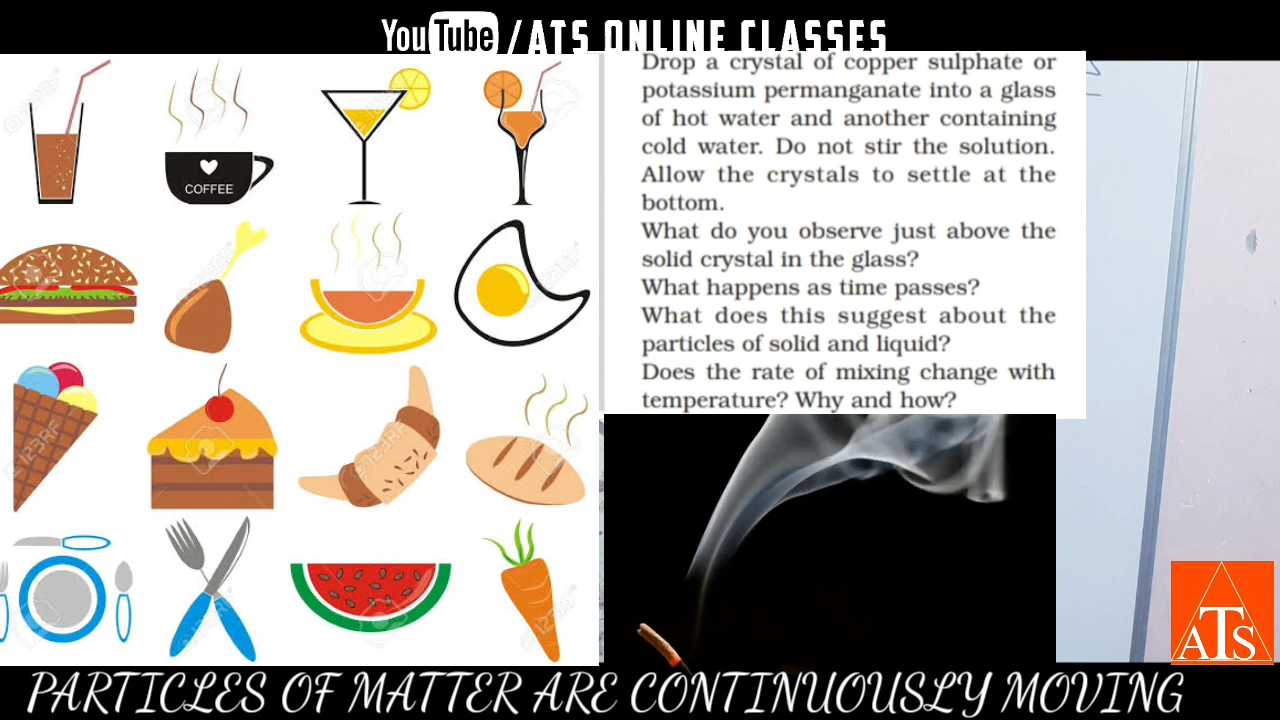 YouTube/ATS ONLINE CLASSES
COFFEE
Drop a crystal of copper sulphate or
potassium permanganate into a glass
of hot water and another containing
cold water. Do not stir the solution.
Allow the crystals to settle at the
bottom.
What do you observe just above the
solid crystal in the glass?
What happens as time passes?
What does this suggest about the
particles of solid and liquid?
Does the rate of mixing change with
temperature? Why and how?
ATS
PARTICLES OF MATTER ARE CONTINUOUSLY MOVING